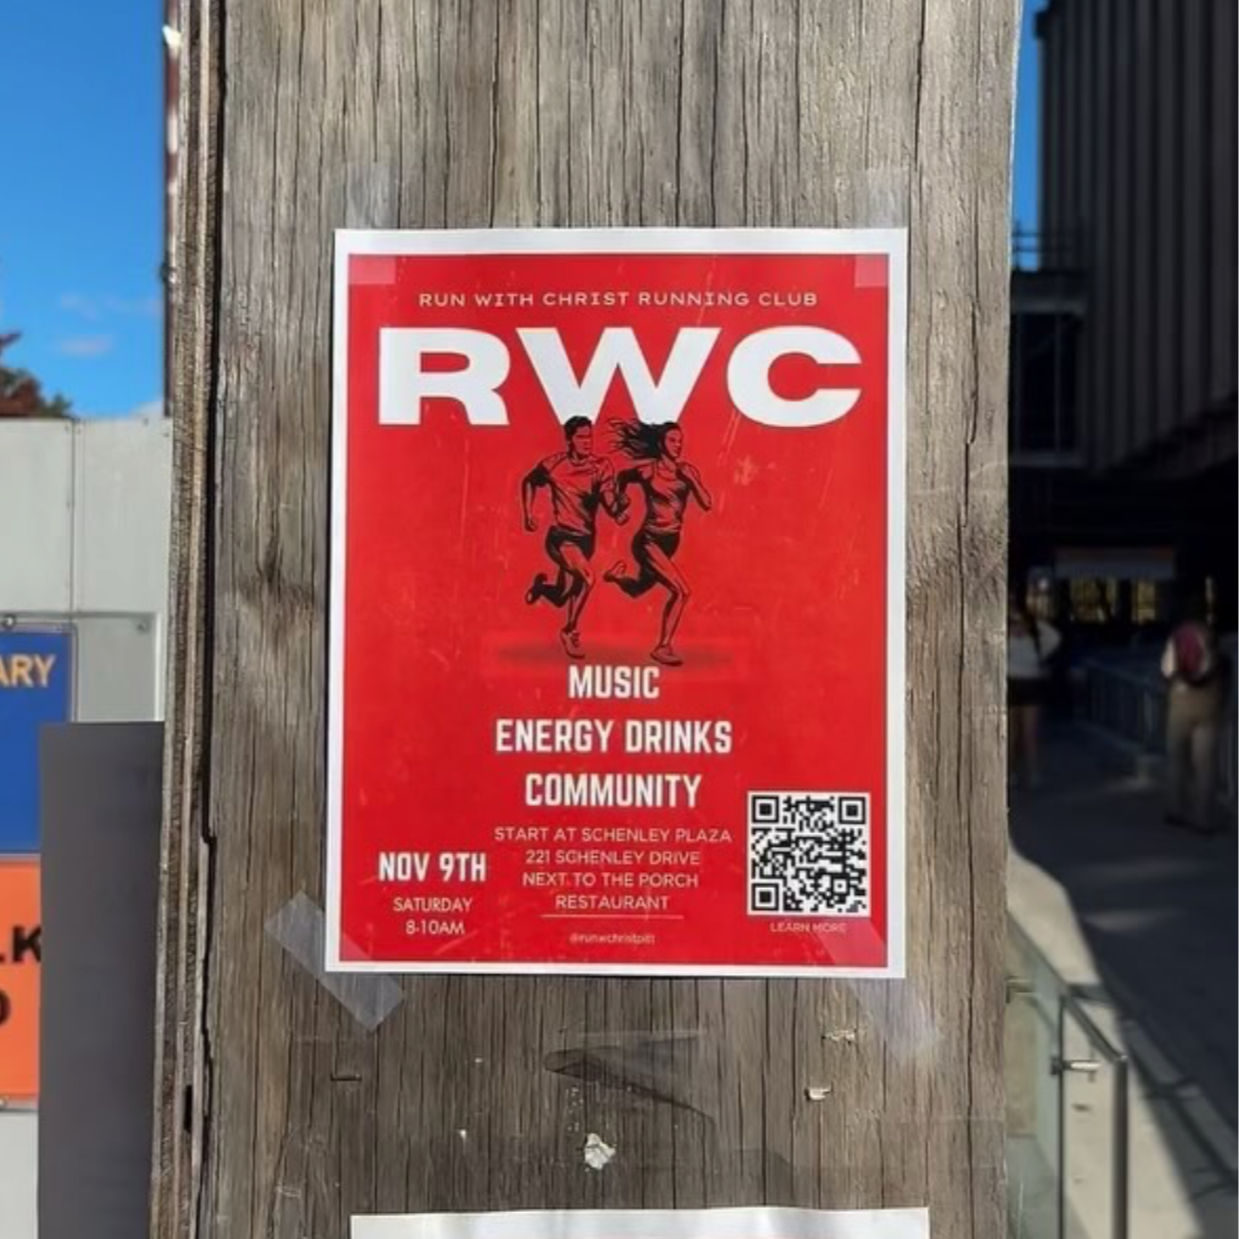 RUN WITH CHRIST RUNNING CLUB
RWC
MUSIC
ENERGY DRINKS
COMMUNITY
START AT SCHENLEY PLAZA
221 SCHENLEY DRIVE
NEXT TO THE PORCH
RESTAURANT
@runwchristpitt
NOV 9TH
SATURDAY
8-10AM
LEARN MORE
ARY